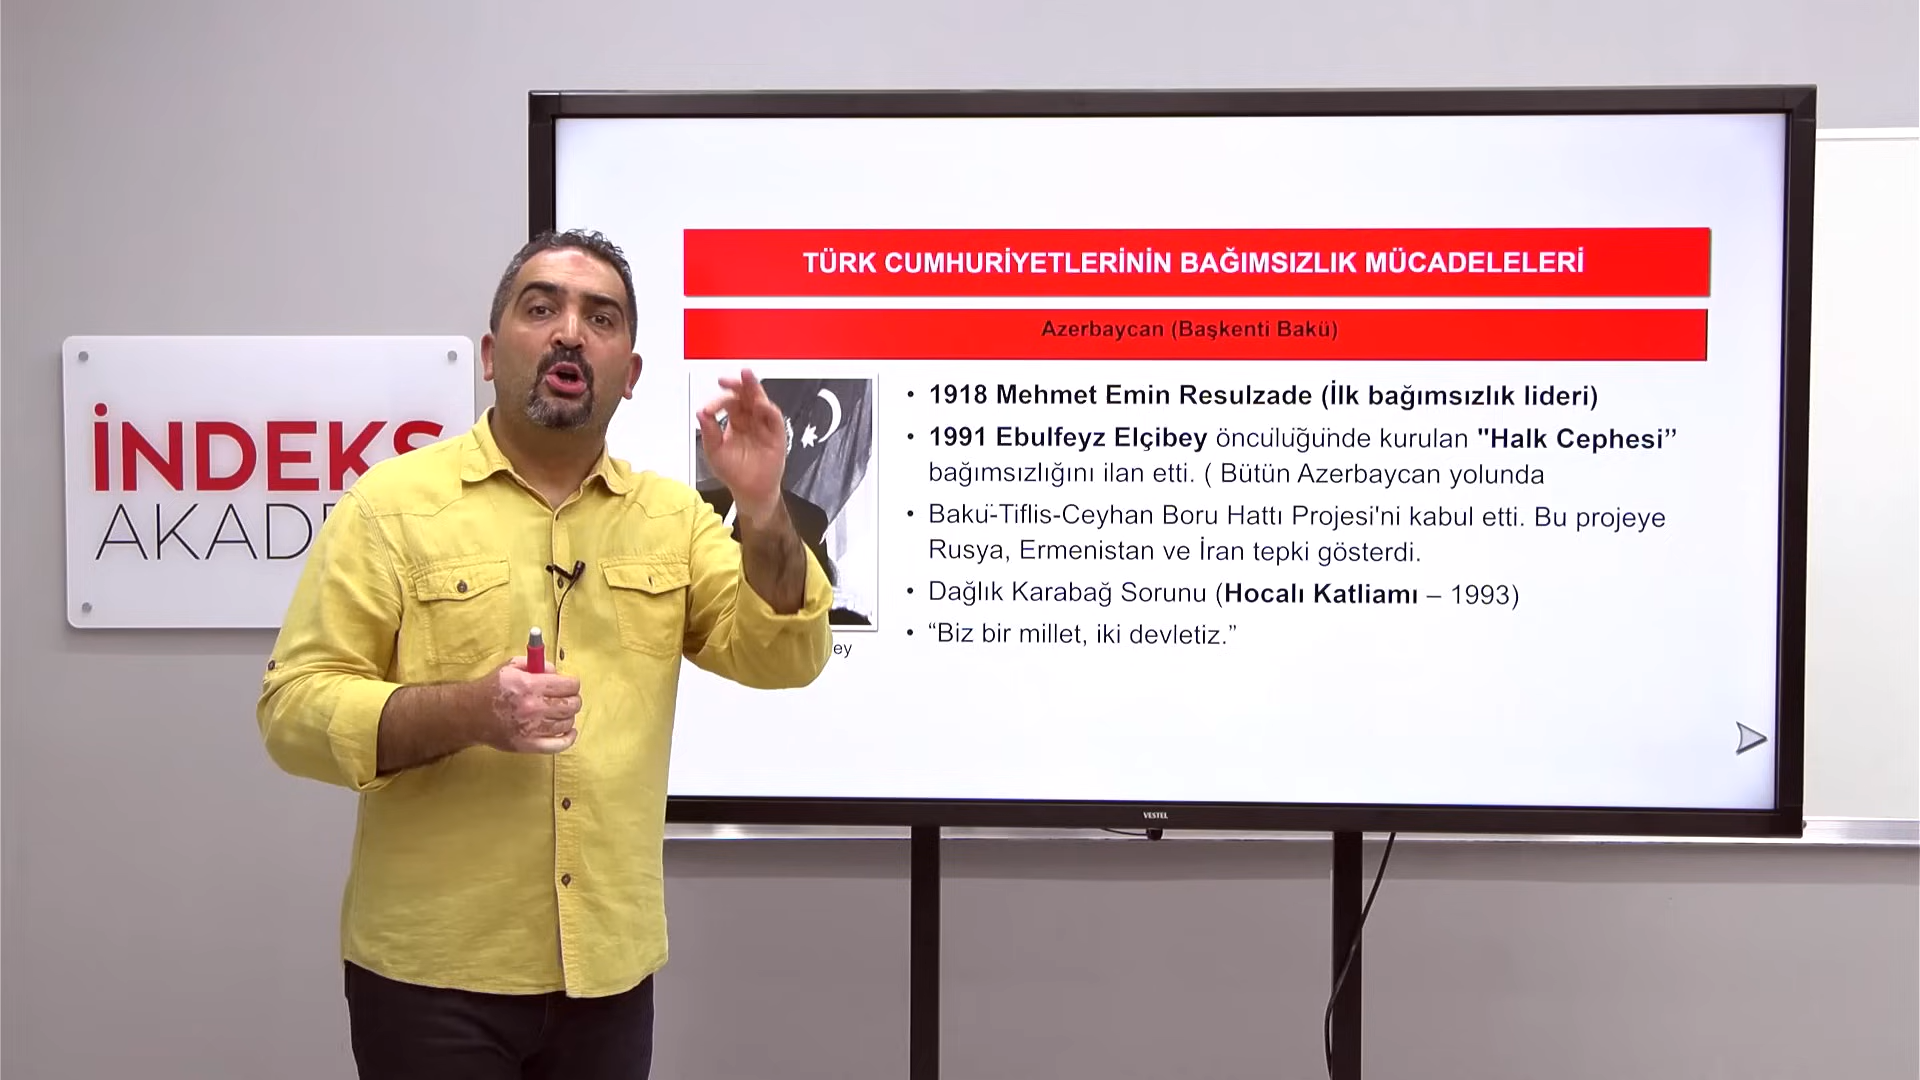 İNDEKS
AKAD
TÜRK CUMHURİYETLERİNİN BAĞIMSIZLIK MÜCADELELERİ
Azerbaycan (Başkenti Bakü)
• 1918 Mehmet Emin Resulzade (İlk bağımsızlık lideri)
• 1991 Ebulfeyz Elçibey öncülüğünde kurulan "Halk Cephesi”
bağımsızlığını ilan etti. ( Bütün Azerbaycan yolunda
• Bakü-Tiflis-Ceyhan Boru Hattı Projesi'ni kabul etti. Bu projeye
Rusya, Ermenistan ve İran tepki gösterdi.
• Dağlık Karabağ Sorunu (Hocalı Katliamı – 1993)
• “Biz bir millet, iki devletiz.”
ey
VESTEL